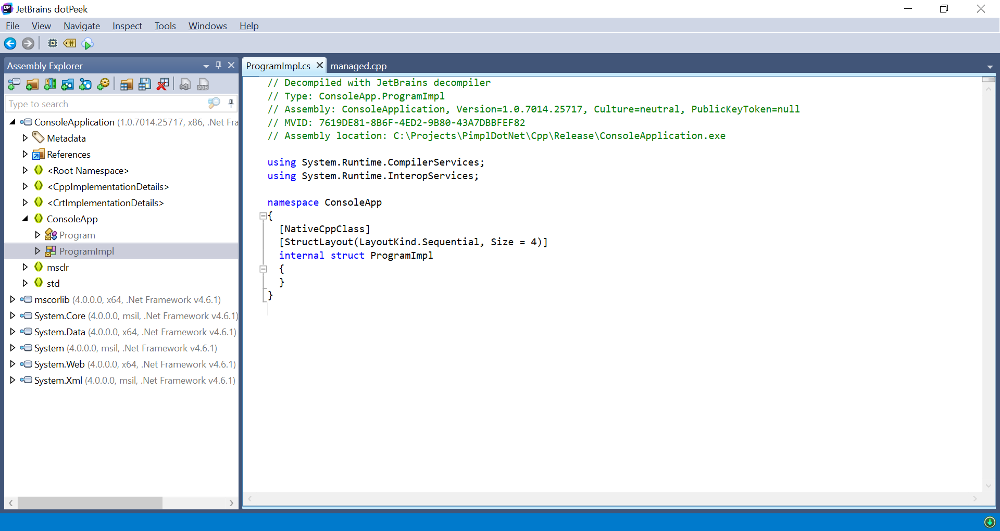 JetBrains dotPeek
File View Navigate Inspect Tools Windows Help
Assembly Explorer
Type to search
ConsoleApplication (1.0.7014.25717, x86, .Net Fra
Metadata
References
<Root Namespace>
<CppImplementationDetails>
<CrtImplementationDetails>
ConsoleApp
Program
ProgramImpl
msclr
std
mscorlib (4.0.0.0, x64, .Net Framework v4.6.1)
System.Core (4.0.0.0, msil, .Net Framework v4.6.1)
System.Data (4.0.0.0, x64, .Net Framework v4.6.1)
System (4.0.0.0, msil, .Net Framework v4.6.1)
System.Web (4.0.0.0, x64, .Net Framework v4.6.1)
System.Xml (4.0.0.0, msil, .Net Framework v4.6.1)
ProgramImpl.cs managed.cpp
// Decompiled with JetBrains decompiler
// Type: ConsoleApp.ProgramImpl
// Assembly: ConsoleApplication, Version=1.0.7014.25717, Culture=neutral, PublicKeyToken=null
// MVID: 7619DE81-8B6F-4ED2-9B80-43A7DBBFEF82
// Assembly location: C:\Projects\PimplDotNet\Cpp\Release\ConsoleApplication.exe
using System.Runtime.CompilerServices;
using System.Runtime.InteropServices;
namespace ConsoleApp
{
[NativeCppClass]
[StructLayout(LayoutKind.Sequential, Size = 4)]
internal struct ProgramImpl
{
}
}